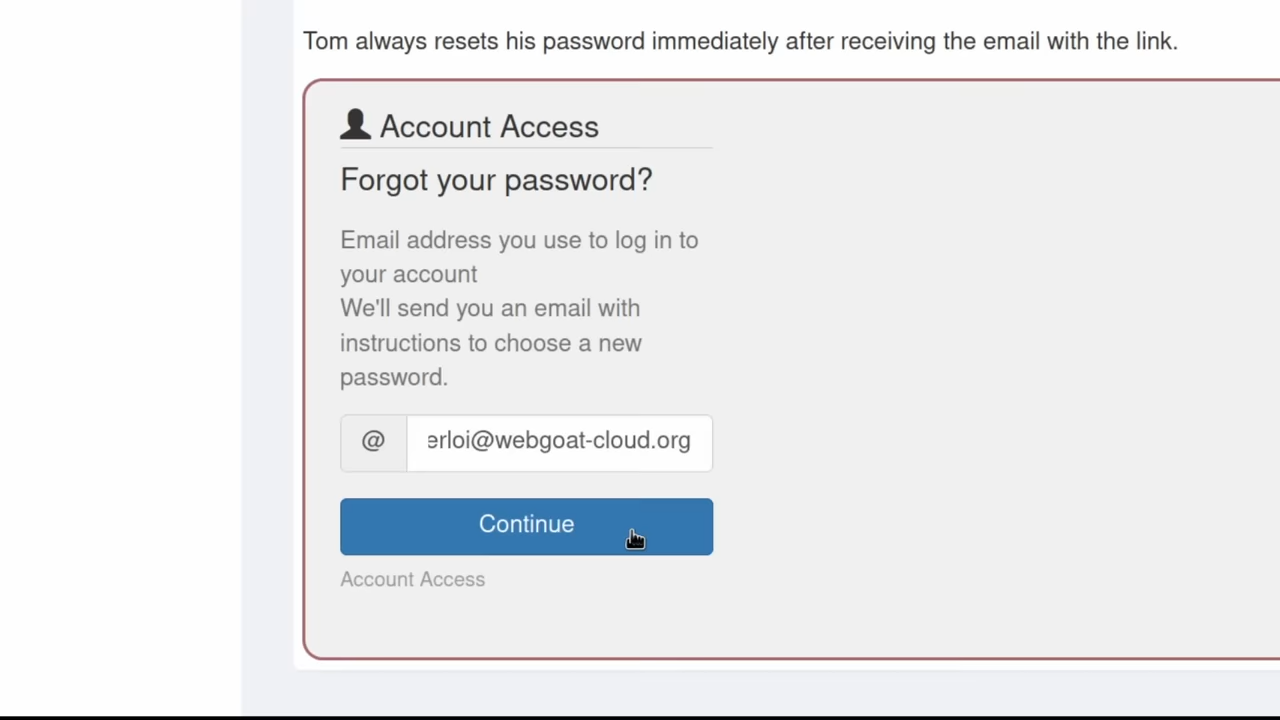 Tom always resets his password immediately after receiving the email with the link.
Account Access
Forgot your password?
Email address you use to log in to
your account
We'll send you an email with
instructions to choose a new
password.
@ erloi@webgoat-cloud.org
Continue
Account Access